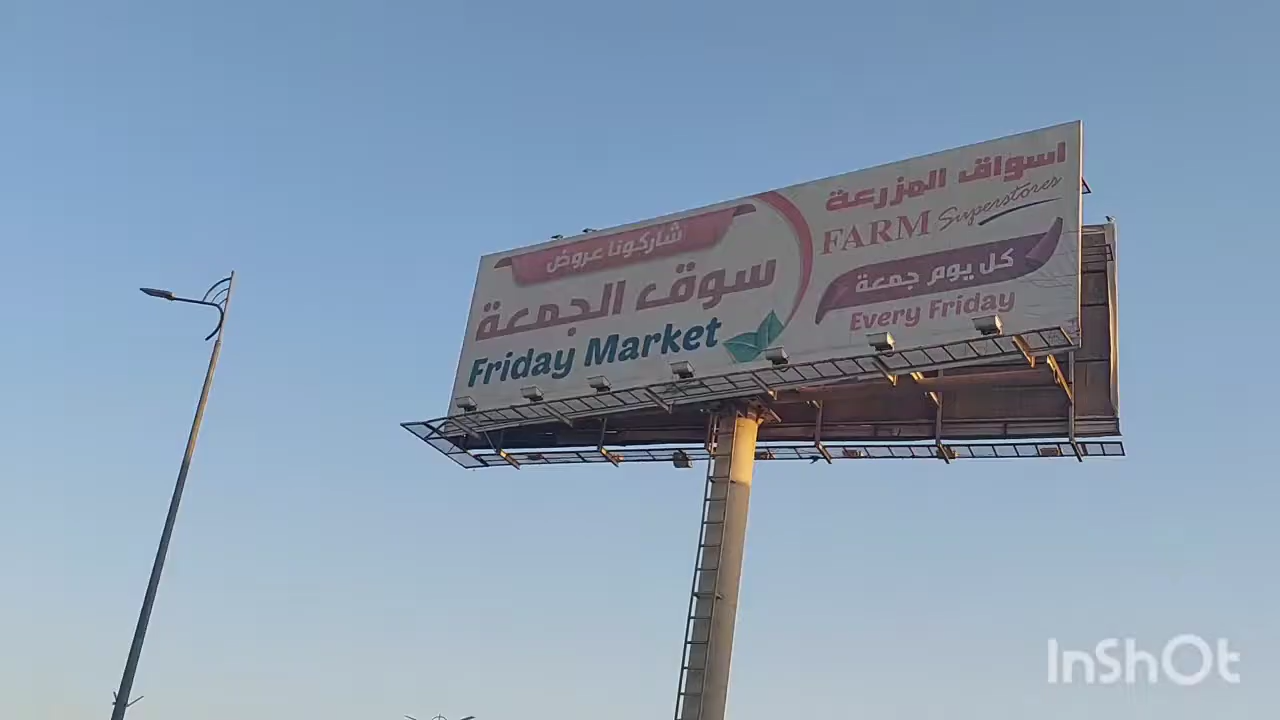 اسواق المزرعة
FARM Superstores
كل يوم جمعة
Every Friday
شاركونا عروض
سوق الجمعة
Friday Market
InShOt